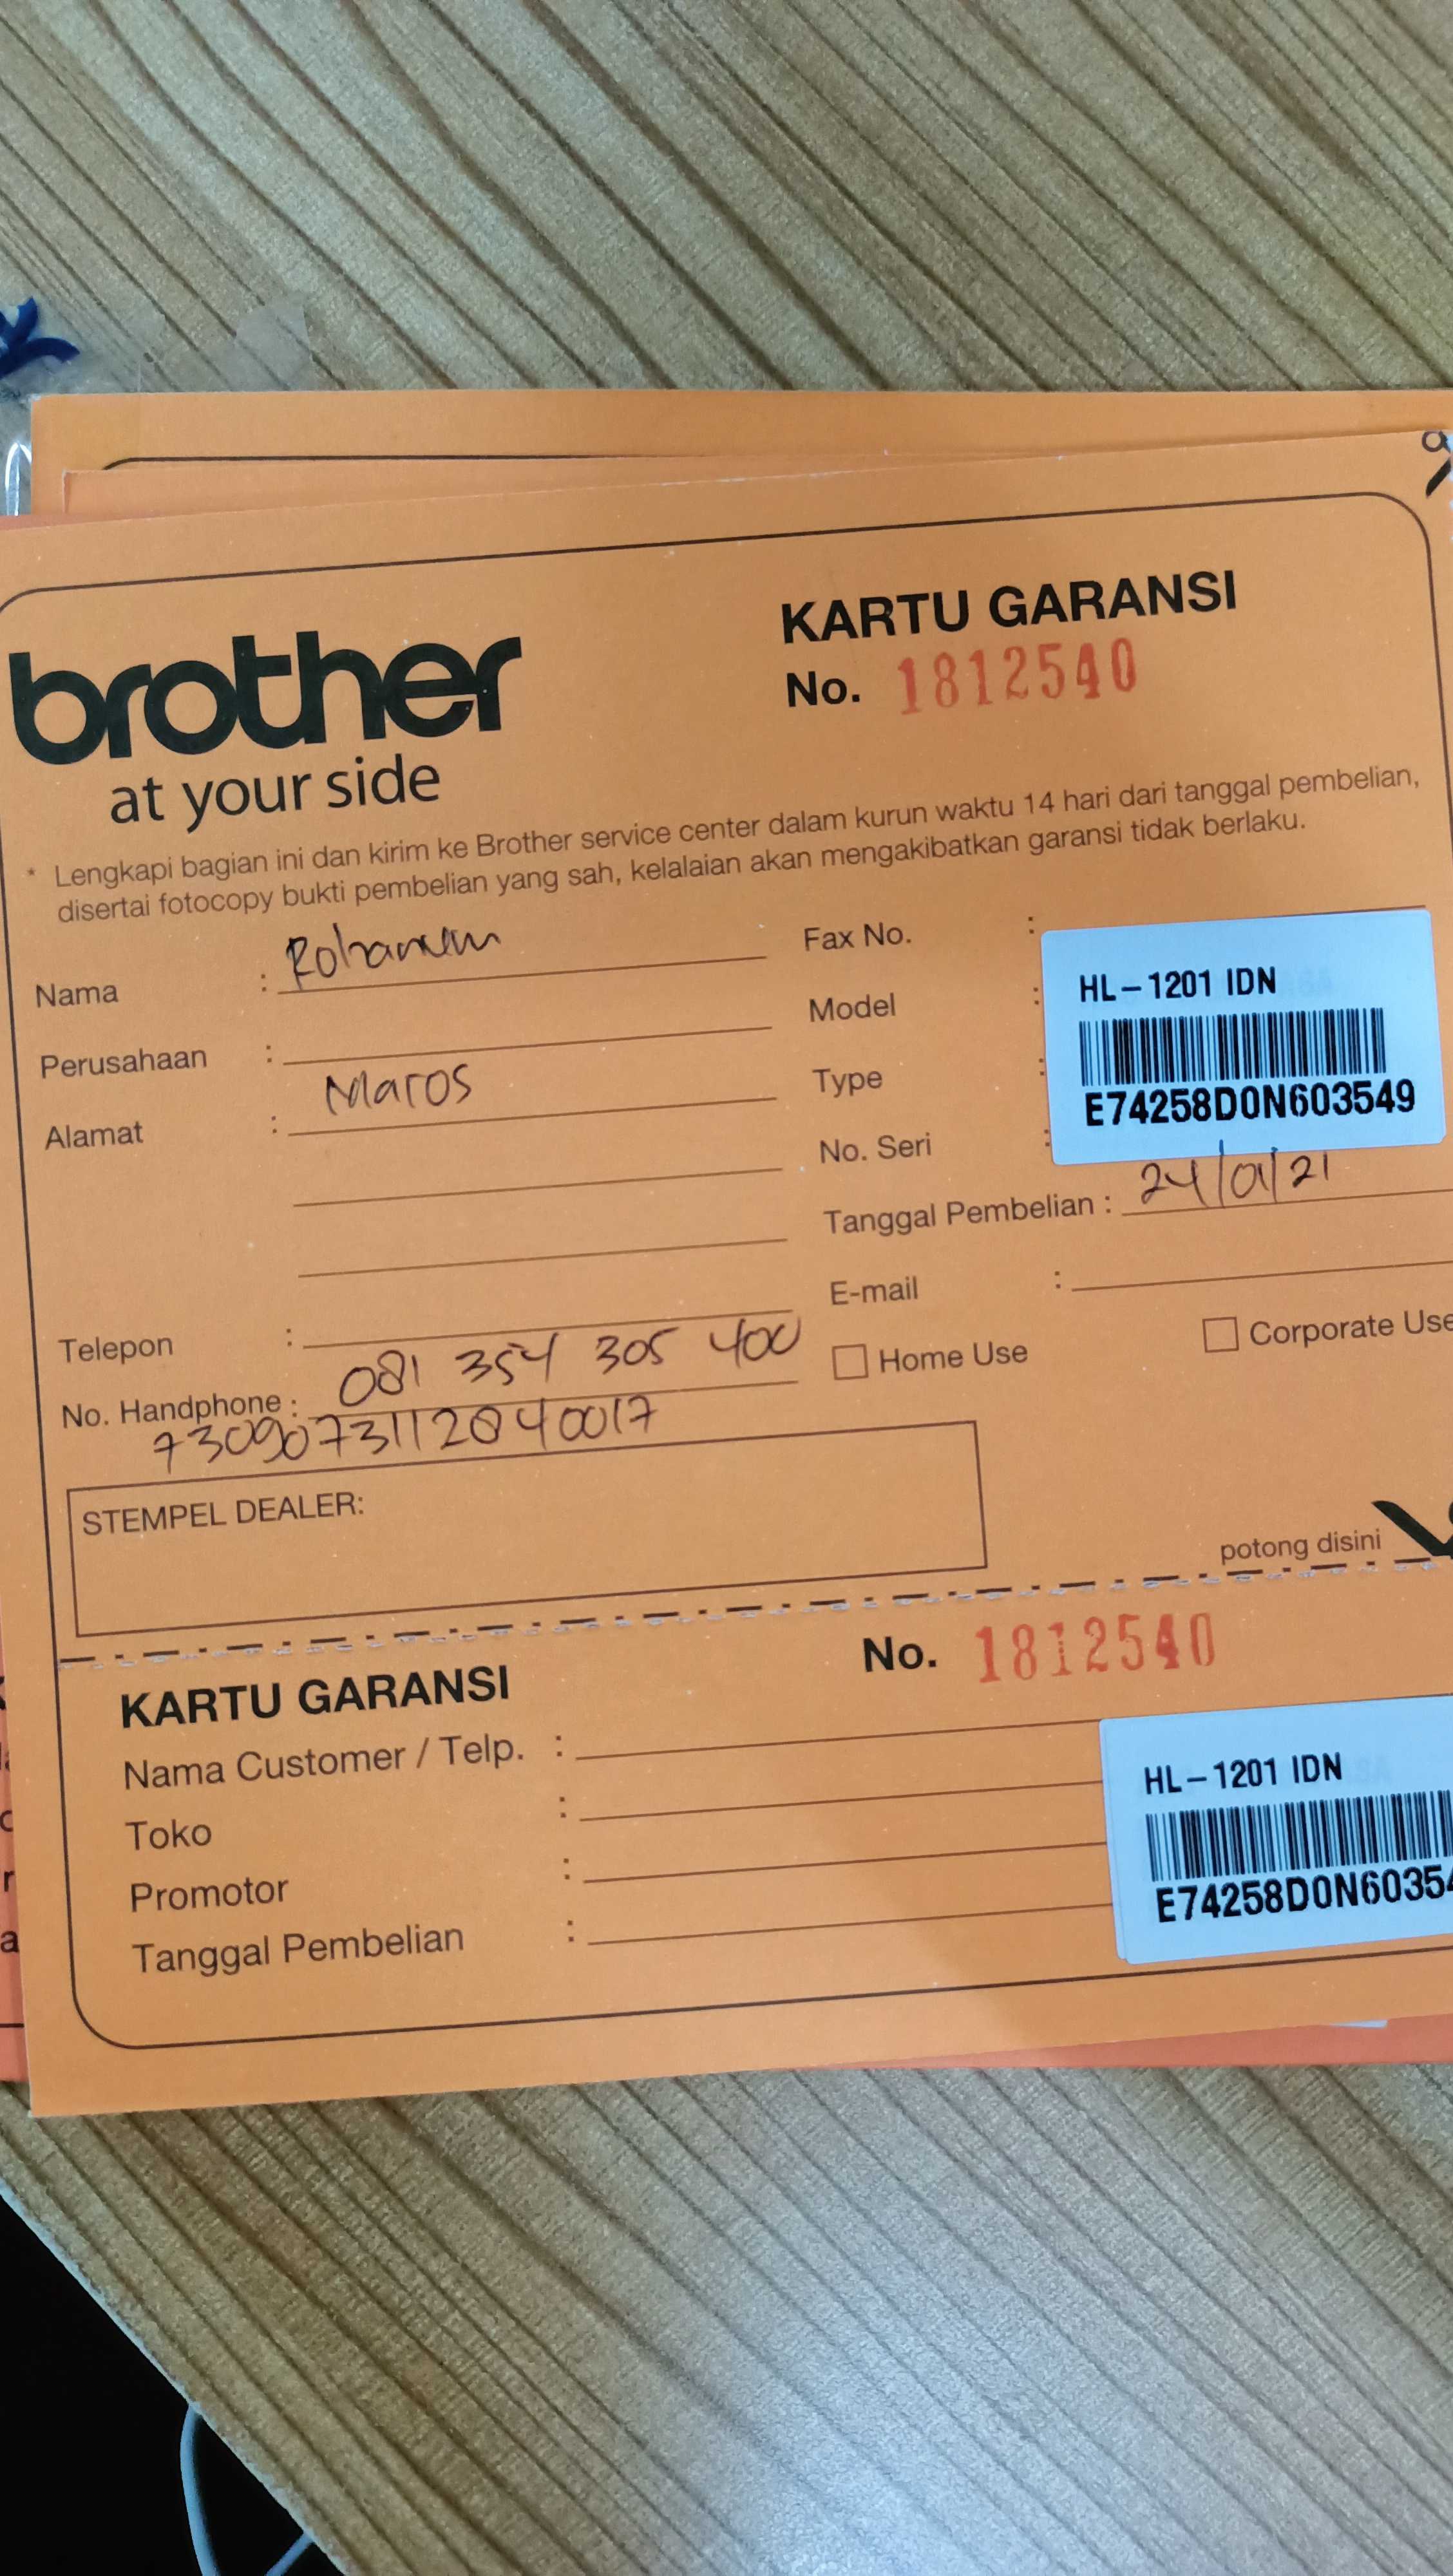 brother
at your side
KARTU GARANSI
No. 1812540
* Lengkapi bagian ini dan kirim ke Brother service center dalam kurun waktu 14 hari dari tanggal pembelian,
disertai fotocopy bukti pembelian yang sah, kelalaian akan mengakibatkan garansi tidak berlaku.
Nama :
Perusahaan :
Alamat : Maros
Telepon :
No. Handphone : 081 354 305 400
7309073112840017
Fax No. :
Model :
Type :
No. Seri :
HL-1201 IDN
E74258D0N603549
Tanggal Pembelian : 24/01/21
E-mail :
Home Use
Corporate Use
STEMPEL DEALER:
potong disini
KARTU GARANSI
No. 1812540
Nama Customer / Telp. :
Toko :
Promotor :
Tanggal Pembelian :
HL-1201 IDN
E74258D0N60354